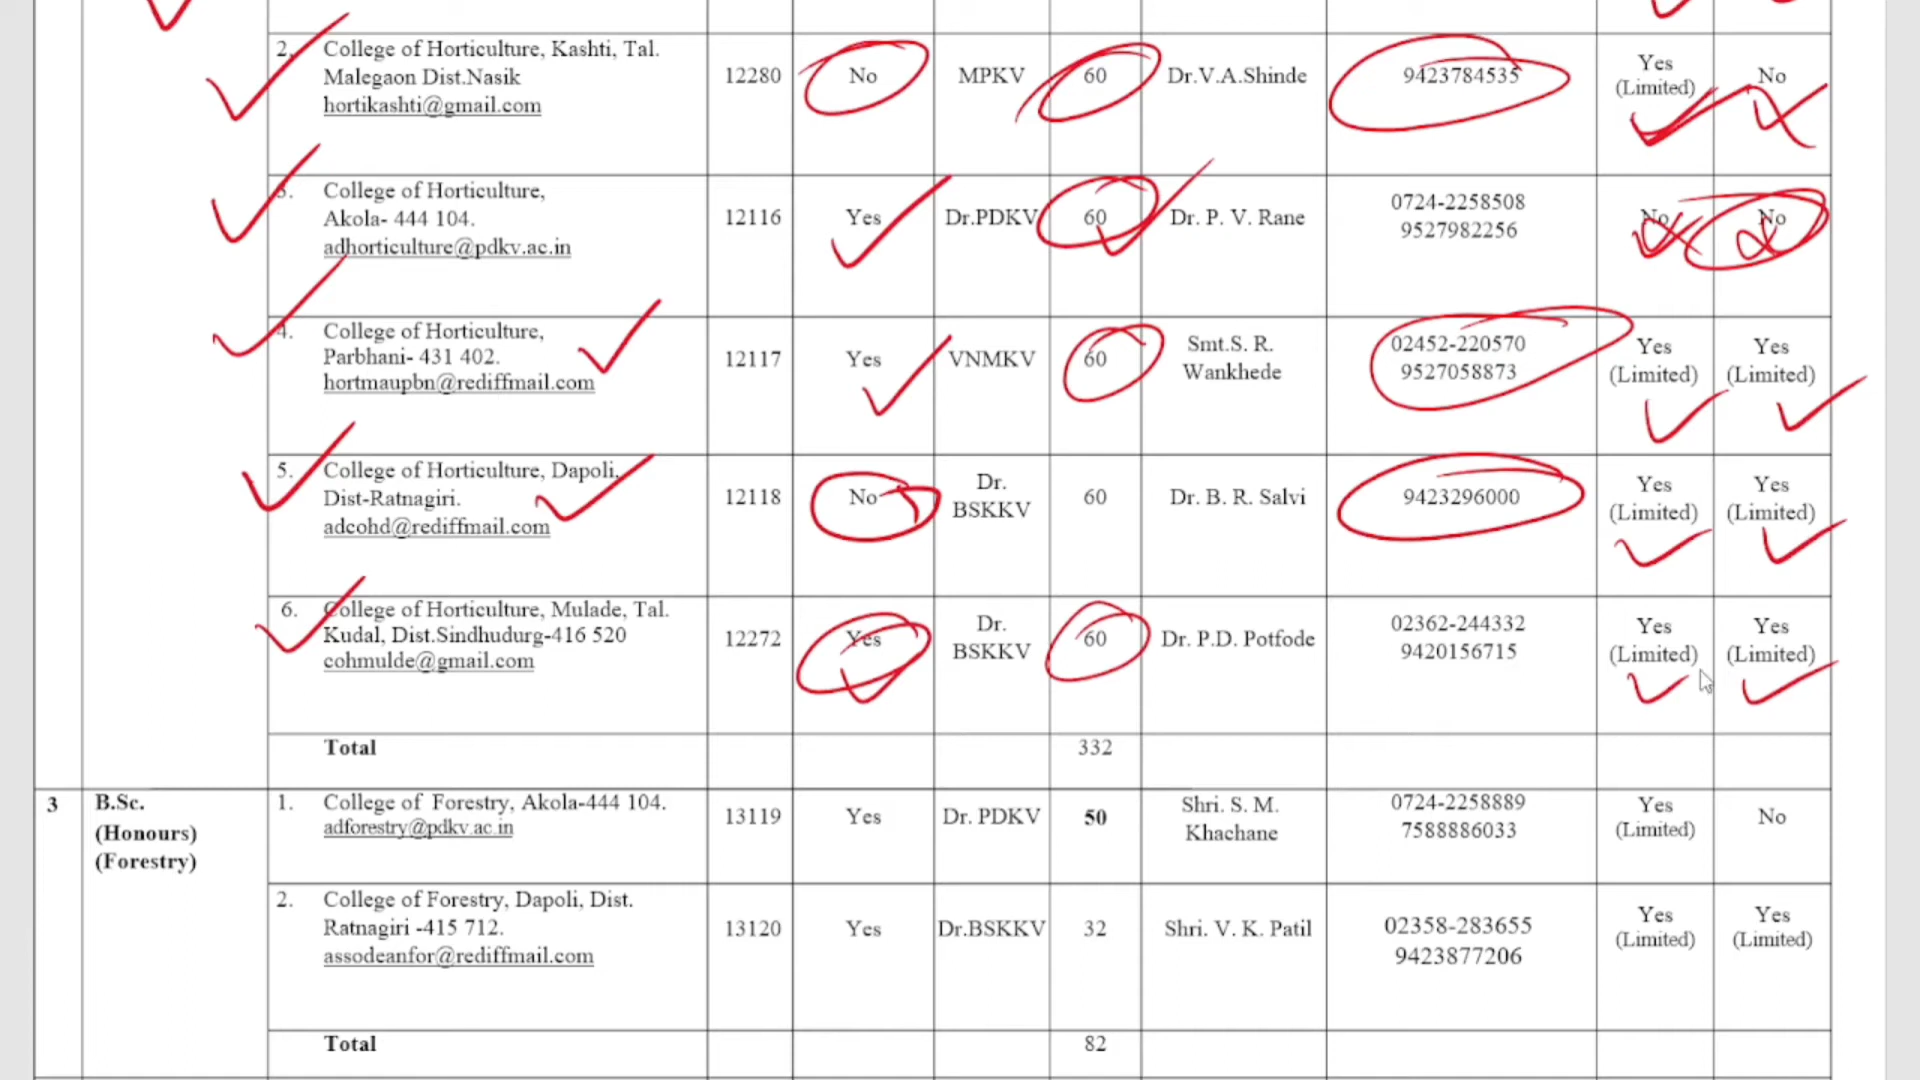 2. College of Horticulture, Kashti, Tal.
Malegaon Dist.Nasik
hortikashti@gmail.com
12280
No
MPKV
60
Dr.V.A.Shinde
9423784535
Yes
(Limited)
No
3. College of Horticulture,
Akola- 444 104.
adhorticulture@pdkv.ac.in
12116
Yes
Dr.PDKV
60
Dr. P. V. Rane
0724-2258508
9527982256
No
No
4. College of Horticulture,
Parbhani- 431 402.
hortmaupbn@rediffmail.com
12117
Yes
VNMKV
60
Smt.S. R.
Wankhede
02452-220570
9527058873
Yes
(Limited)
Yes
(Limited)
5. College of Horticulture, Dapoli,
Dist-Ratnagiri.
adcohd@rediffmail.com
12118
No
Dr.
BSKKV
60
Dr. B. R. Salvi
9423296000
Yes
(Limited)
Yes
(Limited)
6. College of Horticulture, Mulade, Tal.
Kudal, Dist.Sindhudurg-416 520
cohmulde@gmail.com
12272
Yes
Dr.
BSKKV
60
Dr. P.D. Potfode
02362-244332
9420156715
Yes
(Limited)
Yes
(Limited)
Total
332
3
B.Sc.
(Honours)
(Forestry)
1. College of Forestry, Akola-444 104.
adforestry@pdkv.ac.in
13119
Yes
Dr. PDKV
50
Shri. S. M.
Khachane
0724-2258889
7588886033
Yes
(Limited)
No
2. College of Forestry, Dapoli, Dist.
Ratnagiri -415 712.
assodeanfor@rediffmail.com
13120
Yes
Dr.BSKKV
32
Shri. V. K. Patil
02358-283655
9423877206
Yes
(Limited)
Yes
(Limited)
Total
82